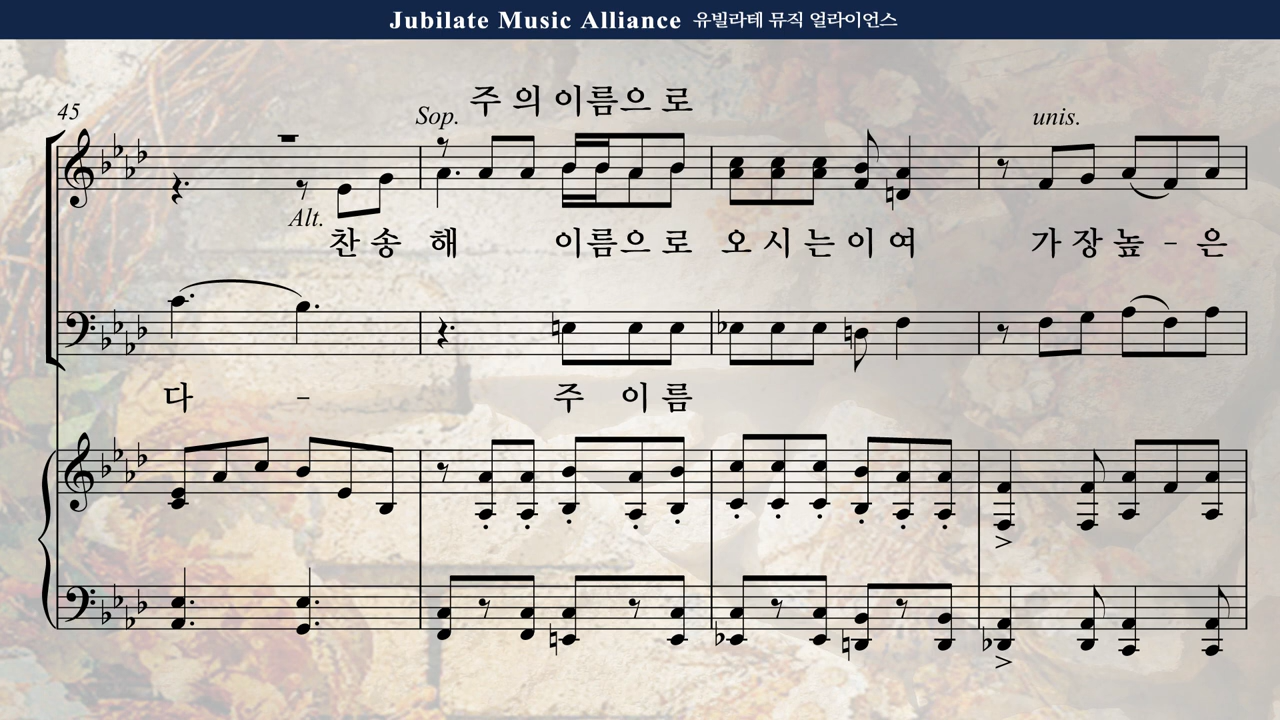 Jubilate Music Alliance 유빌라테 뮤직 얼라이언스
주 의 이름으 로
45
Sop.
unis.
Alt.
찬 송 해 이름으 로 오 시 는 이 여 가 장 높 - 은
다 - 주 이 름